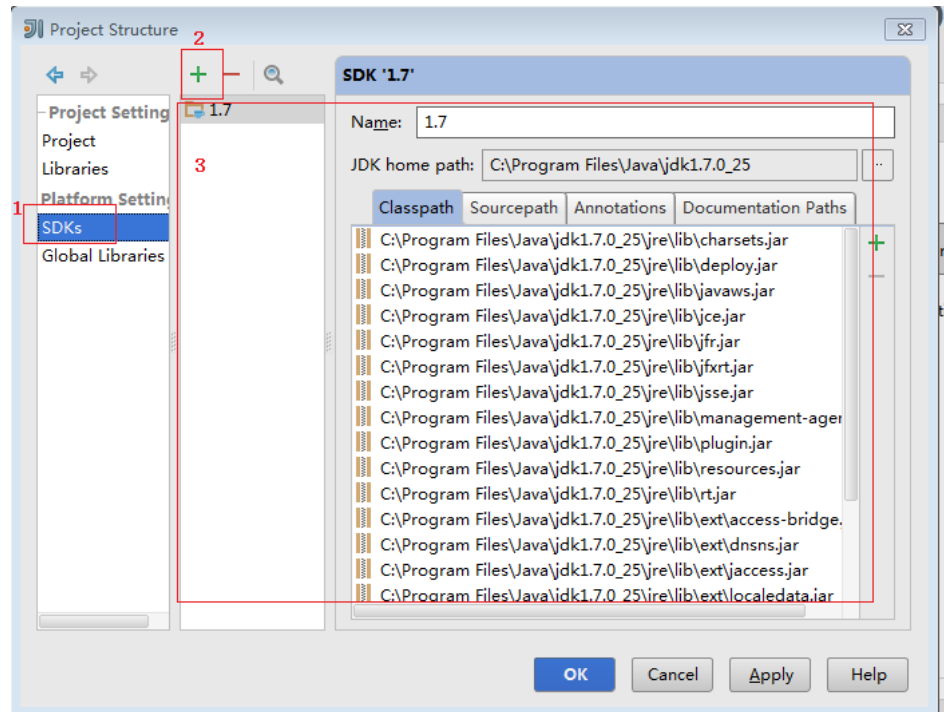 Project Structure
2
Project Setting
Project
Libraries
Platform Settin
1
SDKs
Global Libraries
1.7
3
SDK '1.7'
Name: 1.7
JDK home path: C:\Program Files\Java\jdk1.7.0_25 ..
Classpath Sourcepath Annotations Documentation Paths
C:\Program Files\Java\jdk1.7.0_25\jre\lib\charsets.jar
C:\Program Files\Java\jdk1.7.0_25\jre\lib\deploy.jar
C:\Program Files\Java\jdk1.7.0_25\jre\lib\javaws.jar
C:\Program Files\Java\jdk1.7.0_25\jre\lib\jce.jar
C:\Program Files\Java\jdk1.7.0_25\jre\lib\jfr.jar
C:\Program Files\Java\jdk1.7.0_25\jre\lib\jfxrt.jar
C:\Program Files\Java\jdk1.7.0_25\jre\lib\jsse.jar
C:\Program Files\Java\jdk1.7.0_25\jre\lib\management-agen
C:\Program Files\Java\jdk1.7.0_25\jre\lib\plugin.jar
C:\Program Files\Java\jdk1.7.0_25\jre\lib\resources.jar
C:\Program Files\Java\jdk1.7.0_25\jre\lib\rt.jar
C:\Program Files\Java\jdk1.7.0_25\jre\lib\ext\access-bridge.
C:\Program Files\Java\jdk1.7.0_25\jre\lib\ext\dnsns.jar
C:\Program Files\Java\jdk1.7.0_25\jre\lib\ext\jaccess.jar
C:\Program Files\Java\jdk1.7.0_25\jre\lib\ext\localedata.jar
OK Cancel Apply Help